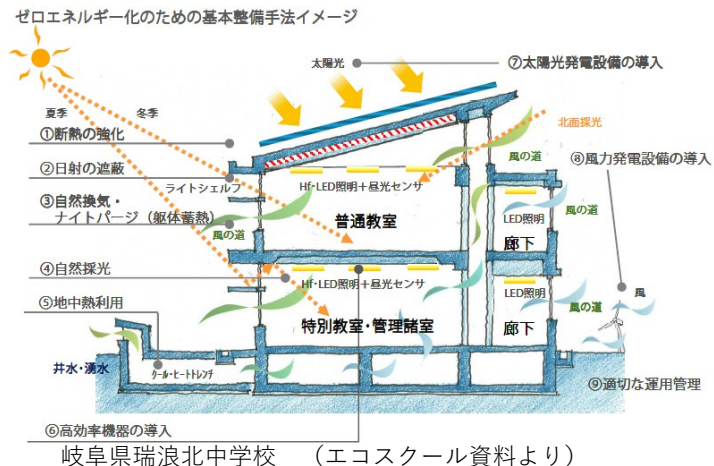 ゼロエネルギー化のための基本整備手法イメージ
太陽光
⑦太陽光発電設備の導入
夏季
冬季
①断熱の強化
北面採光
②日射の遮蔽
風の道
⑧風力発電設備の導入
ライトシェルフ
Hf・LED照明+昼光センサ
③自然換気・
ナイトパージ（躯体蓄熱）
普通教室
LED照明
風の道
風の道
廊下
④自然採光
Hf・LED照明＋昼光センサ
LED照明
風
⑤地中熱利用
特別教室・管理諸室
風の道
廊下
井水・湧水
クール・ヒートトレンチ
⑨適切な運用管理
⑥高効率機器の導入
岐阜県瑞浪北中学校　（エコスクール資料より）